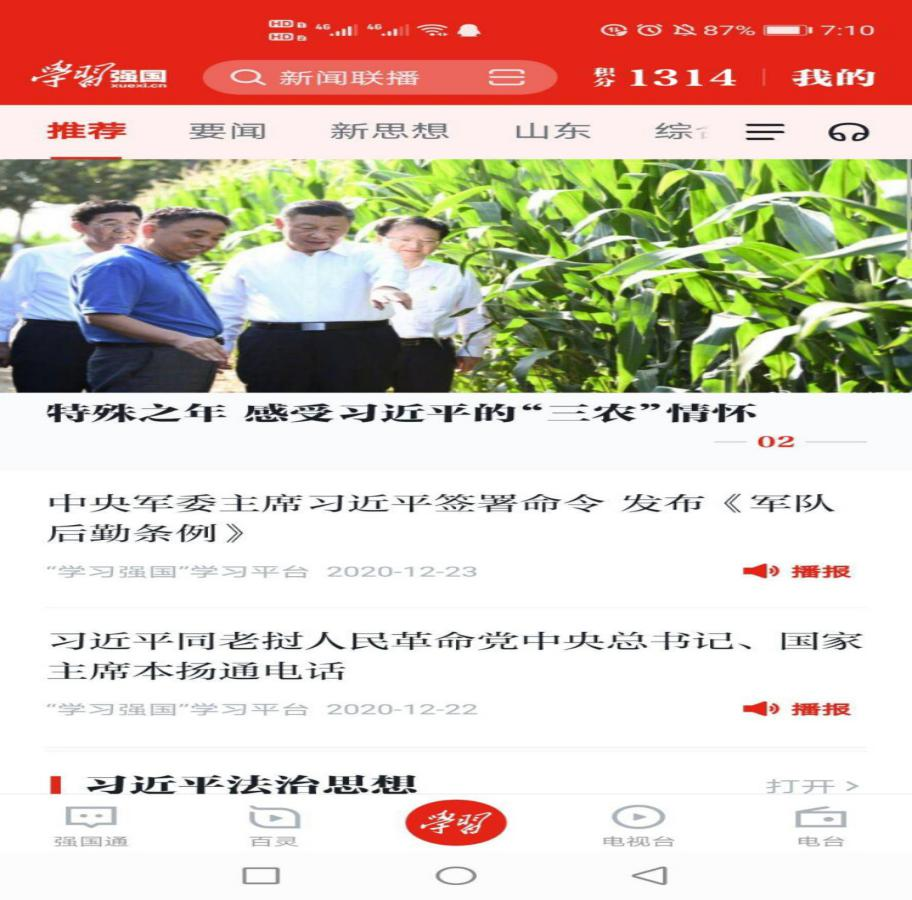 HD 1 4G 4G 87% 7:10
HD 2
学习强国 新闻联播 积分 1314 我的
xuexi.cn
推荐 要闻 新思想 山东 综
特殊之年 感受习近平的“三农”情怀
02
中央军委主席习近平签署命令 发布《军队
后勤条例》
“学习强国”学习平台 2020-12-23 播报
习近平同老挝人民革命党中央总书记、国家
主席本扬通电话
“学习强国”学习平台 2020-12-22 播报
习近平法治思想 打开 >
强国通 百灵 学习 电视台 电台